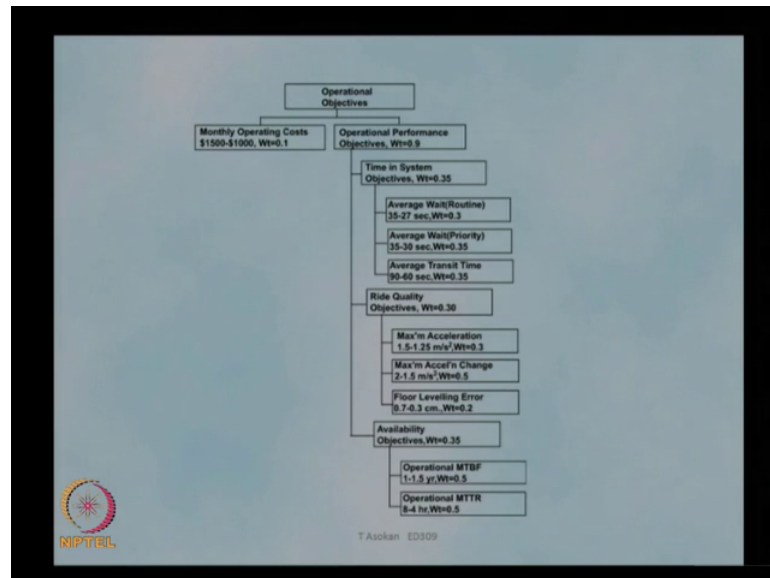 Operational
Objectives
Monthly Operating Costs
$1500-$1000, Wt=0.1
Operational Performance
Objectives, Wt=0.9
Time in System
Objectives, Wt=0.35
Average Wait(Routine)
35-27 sec,Wt=0.3
Average Wait(Priority)
35-30 sec,Wt=0.35
Average Transit Time
90-60 sec,Wt=0.35
Ride Quality
Objectives, Wt=0.30
Max'm Acceleration
1.5-1.25 m/s²,Wt=0.3
Max'm Accel'n Change
2-1.5 m/s³,Wt=0.5
Floor Levelling Error
0.7-0.3 cm.,Wt=0.2
Availability
Objectives,Wt=0.35
Operational MTBF
1-1.5 yr,Wt=0.5
Operational MTTR
8-4 hr,Wt=0.5
NPTEL
T Asokan ED309